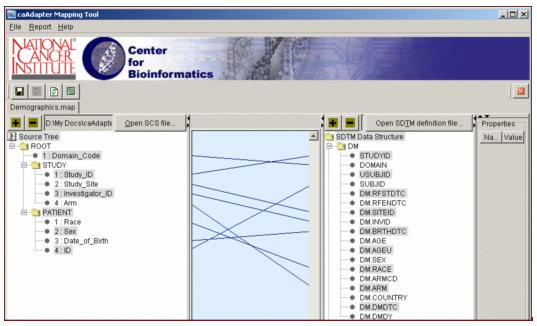 caAdapter Mapping Tool
File Report Help
NATIONAL
CANCER
INSTITUTE
Center
for
Bioinformatics
Demographics.map
D:\My Docs\caAdapte
Open SCS file...
Open SDTM definition file...
Properties
Na... Value
Source Tree
ROOT
1 : Domain_Code
STUDY
1 : Study_ID
2 : Study_Site
3 : Investigator_ID
4 : Arm
PATIENT
1 : Race
2 : Sex
3 : Date_of_Birth
4 : ID
SDTM Data Structure
DM
STUDYID
DOMAIN
USUBJID
SUBJID
DM.RFSTDTC
DM.RFENDTC
DM.SITEID
DM.INVID
DM.BRTHDTC
DM.AGE
DM.AGEU
DM.SEX
DM.RACE
DM.ARMCD
DM.ARM
DM.COUNTRY
DM.DMDTC
DM.DMDY